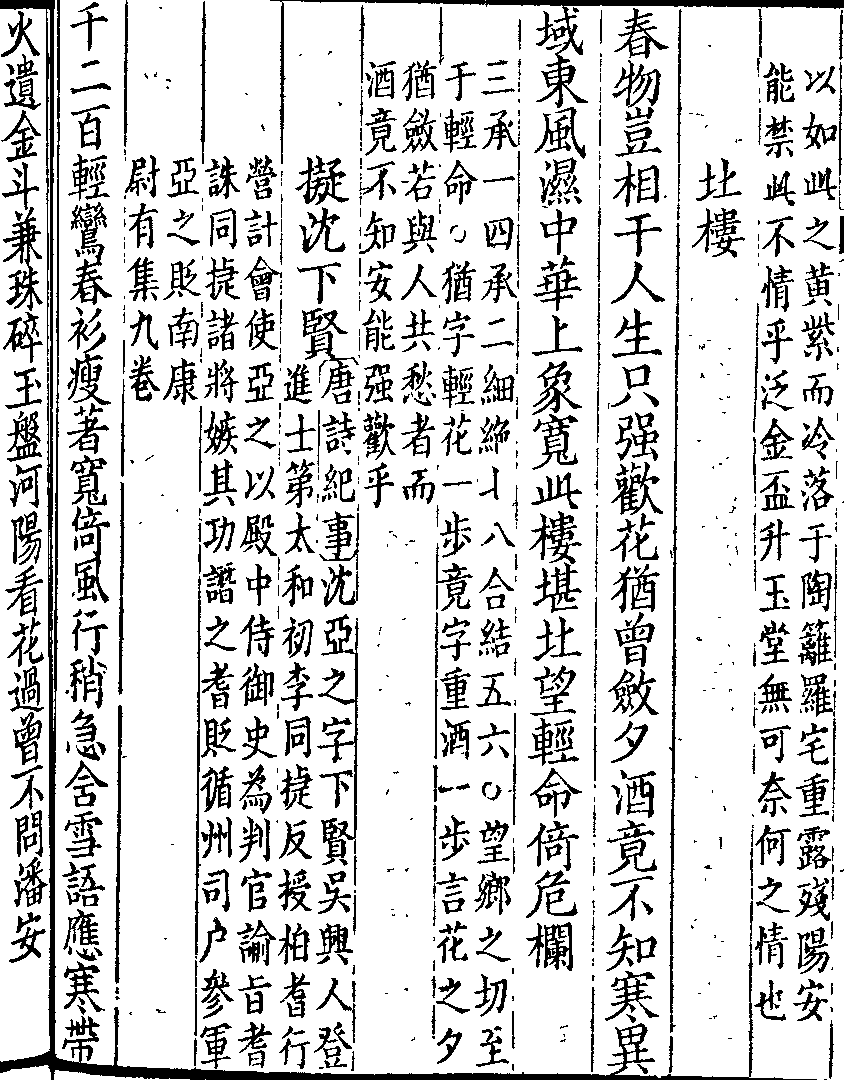 以如此之黄紫而冷落于陶籬羅宅重露殘陽安
能禁此不情乎泛金盃升玉堂無可奈何之情也
北樓
春物豈相干人生只强歡花猶曾斂夕酒竟不知寒異
域東風濕中華上象寬此樓堪北望輕命倚危欄
三承一四承二細絶丨八合結五六○望鄉之切至
于輕命○猶字輕花一步竟字重酒一步言花之夕
猶斂若與人共愁者而
酒竟不知安能强歡乎
擬沈下賢
唐詩紀事沈亞之字下賢吳興人登
進士第太和初李同捷反授柏耆行
營計會使亞之以殿中侍御史為判官諭旨耆
誅同捷諸將嫉其功譖之耆貶循州司户參軍
亞之貶南康
尉有集九卷
千二百輕鸞春衫瘦著寬倚風行稍急含雪語應寒帶
火遺金斗兼珠碎玉盤河陽看花過曾不問潘安